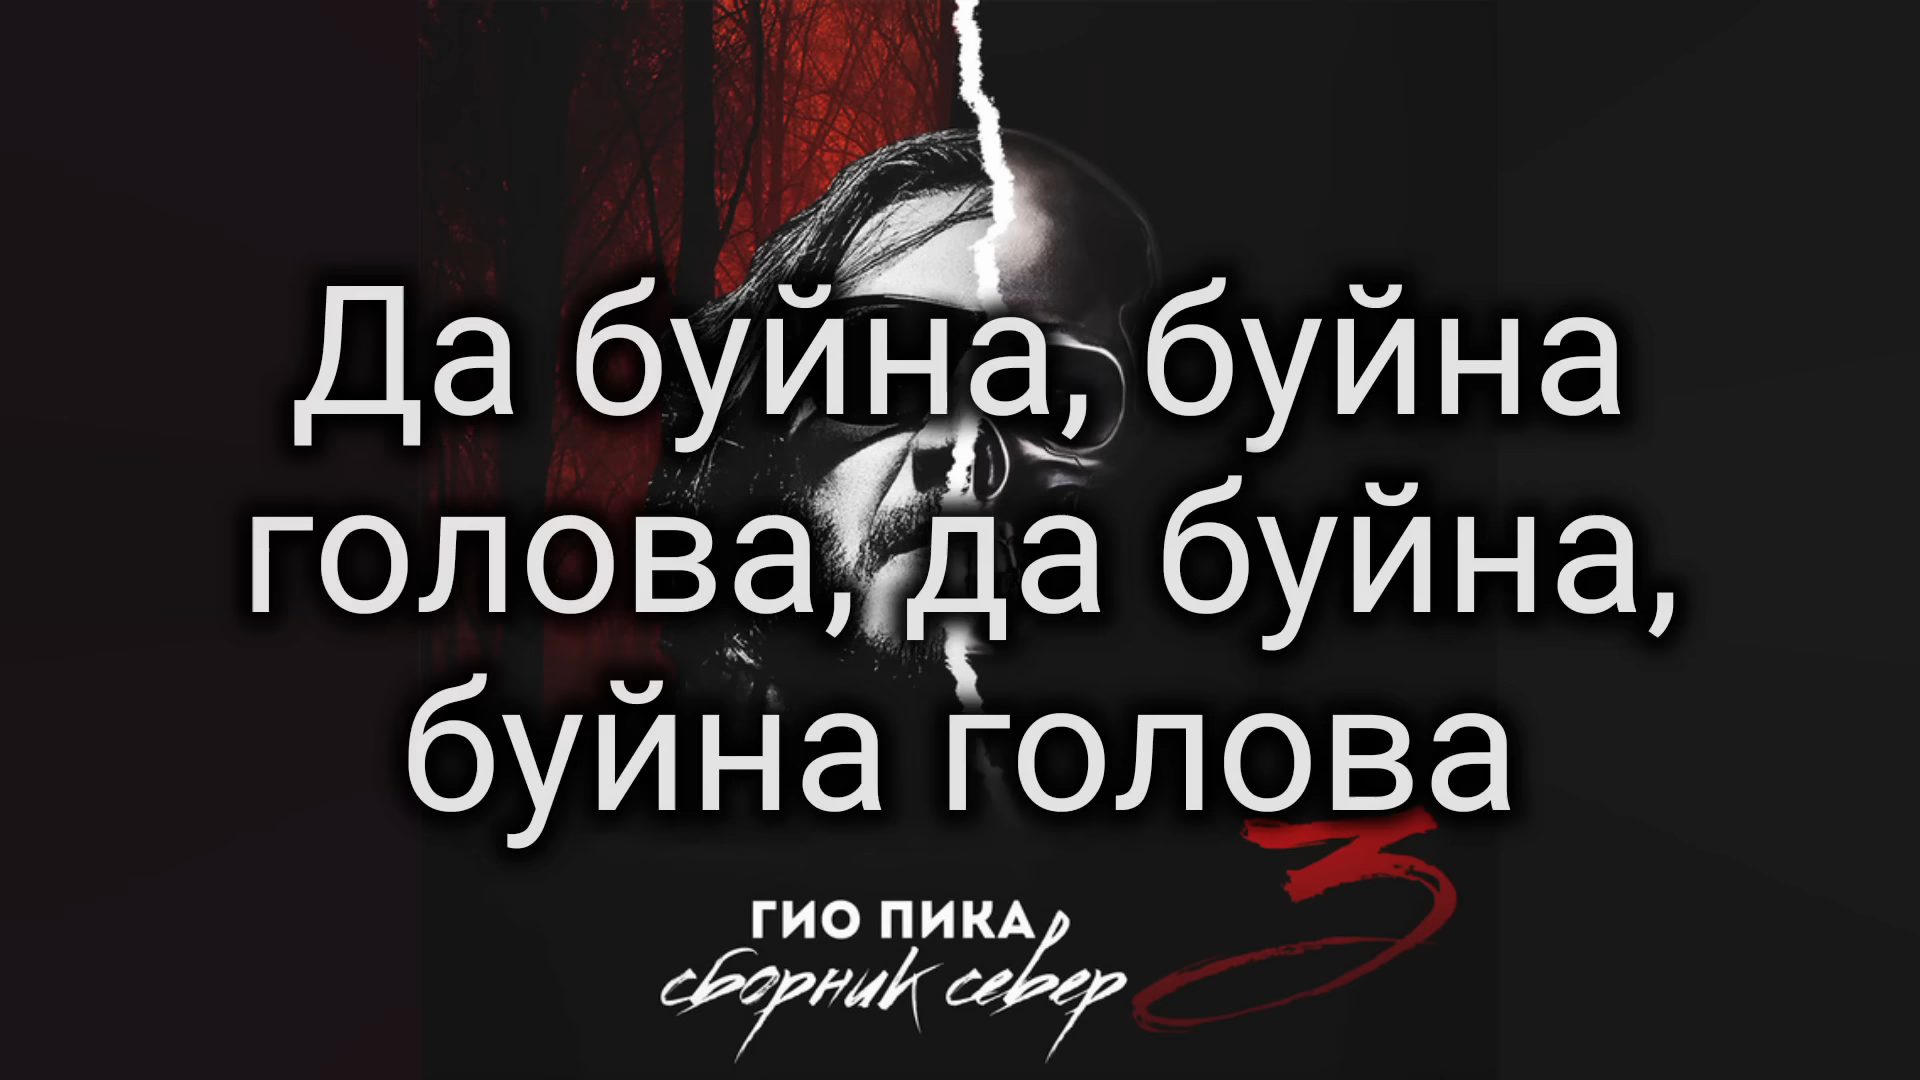 Да буйна, буйна
голова, да буйна,
буйна голова
3
ГИО ПИКА
сборник север